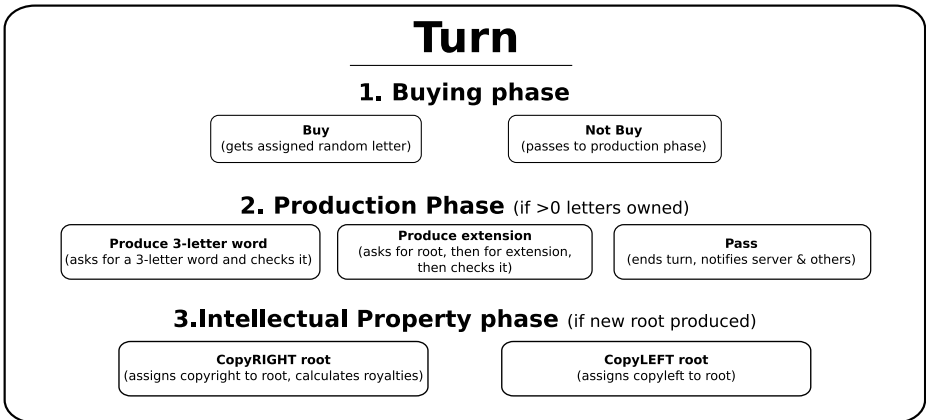 Turn
1. Buying phase
Buy
(gets assigned random letter)
Not Buy
(passes to production phase)
2. Production Phase (if >0 letters owned)
Produce 3-letter word
(asks for a 3-letter word and checks it)
Produce extension
(asks for root, then for extension,
then checks it)
Pass
(ends turn, notifies server & others)
3.Intellectual Property phase (if new root produced)
CopyRIGHT root
(assigns copyright to root, calculates royalties)
CopyLEFT root
(assigns copyleft to root)